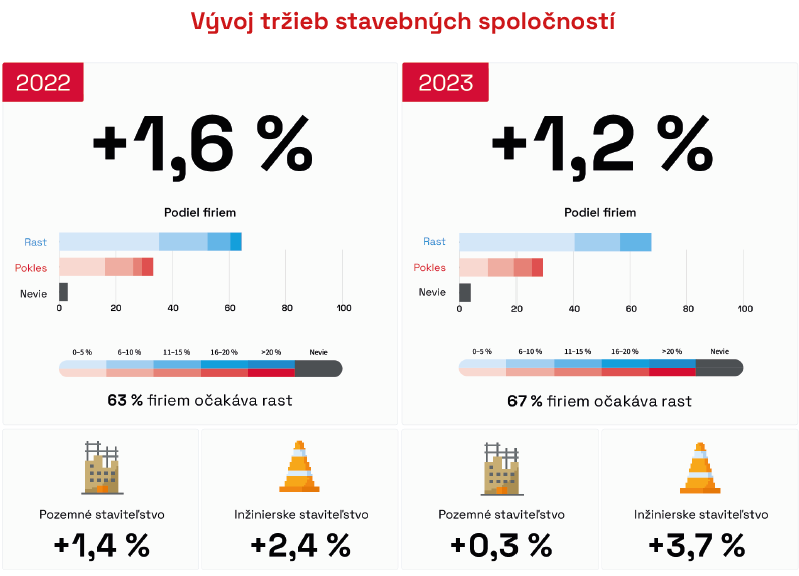 Vývoj tržieb stavebných spoločností
2022
+1,6 %
Podiel firiem
Rast
Pokles
Nevie
0 20 40 60 80 100
0–5 % 6–10 % 11–15 % 16–20 % >20 % Nevie
63 % firiem očakáva rast
2023
+1,2 %
Podiel firiem
Rast
Pokles
Nevie
0 20 40 60 80 100
0–5 % 6–10 % 11–15 % 16–20 % >20 % Nevie
67 % firiem očakáva rast
Pozemné staviteľstvo
+1,4 %
Inžinierske staviteľstvo
+2,4 %
Pozemné staviteľstvo
+0,3 %
Inžinierske staviteľstvo
+3,7 %